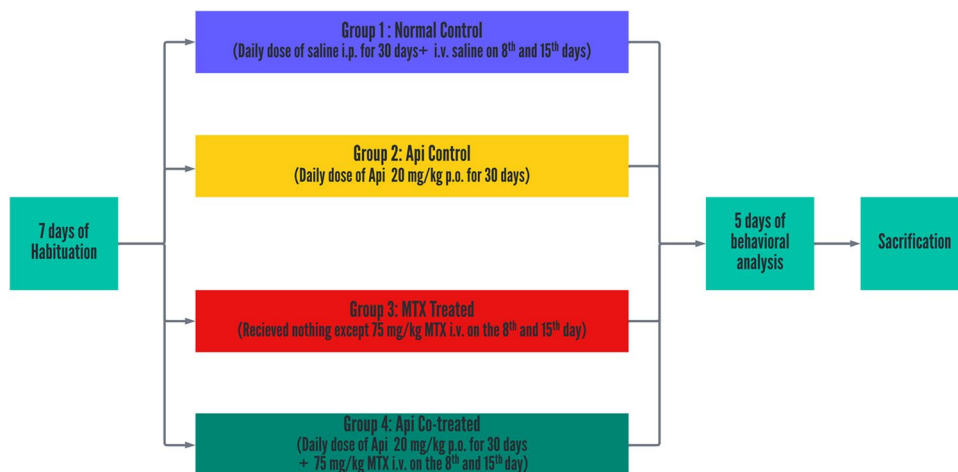 7 days of
Habituation
Group 1 : Normal Control
(Daily dose of saline i.p. for 30 days+ i.v. saline on 8th and 15th days)
Group 2: Api Control
(Daily dose of Api 20 mg/kg p.o. for 30 days)
Group 3: MTX Treated
(Recieved nothing except 75 mg/kg MTX i.v. on the 8th and 15th day)
Group 4: Api Co-treated
(Daily dose of Api 20 mg/kg p.o. for 30 days
+ 75 mg/kg MTX i.v. on the 8th and 15th day)
5 days of
behavioral
analysis
Sacrification